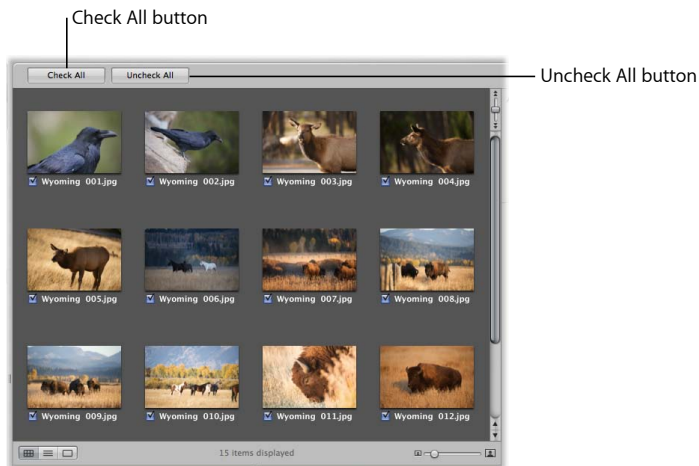 Check All button
Check All Uncheck All
Uncheck All button
Wyoming 001.jpg Wyoming 002.jpg Wyoming 003.jpg Wyoming 004.jpg
Wyoming 005.jpg Wyoming 006.jpg Wyoming 007.jpg Wyoming 008.jpg
Wyoming 009.jpg Wyoming 010.jpg Wyoming 011.jpg Wyoming 012.jpg
15 items displayed